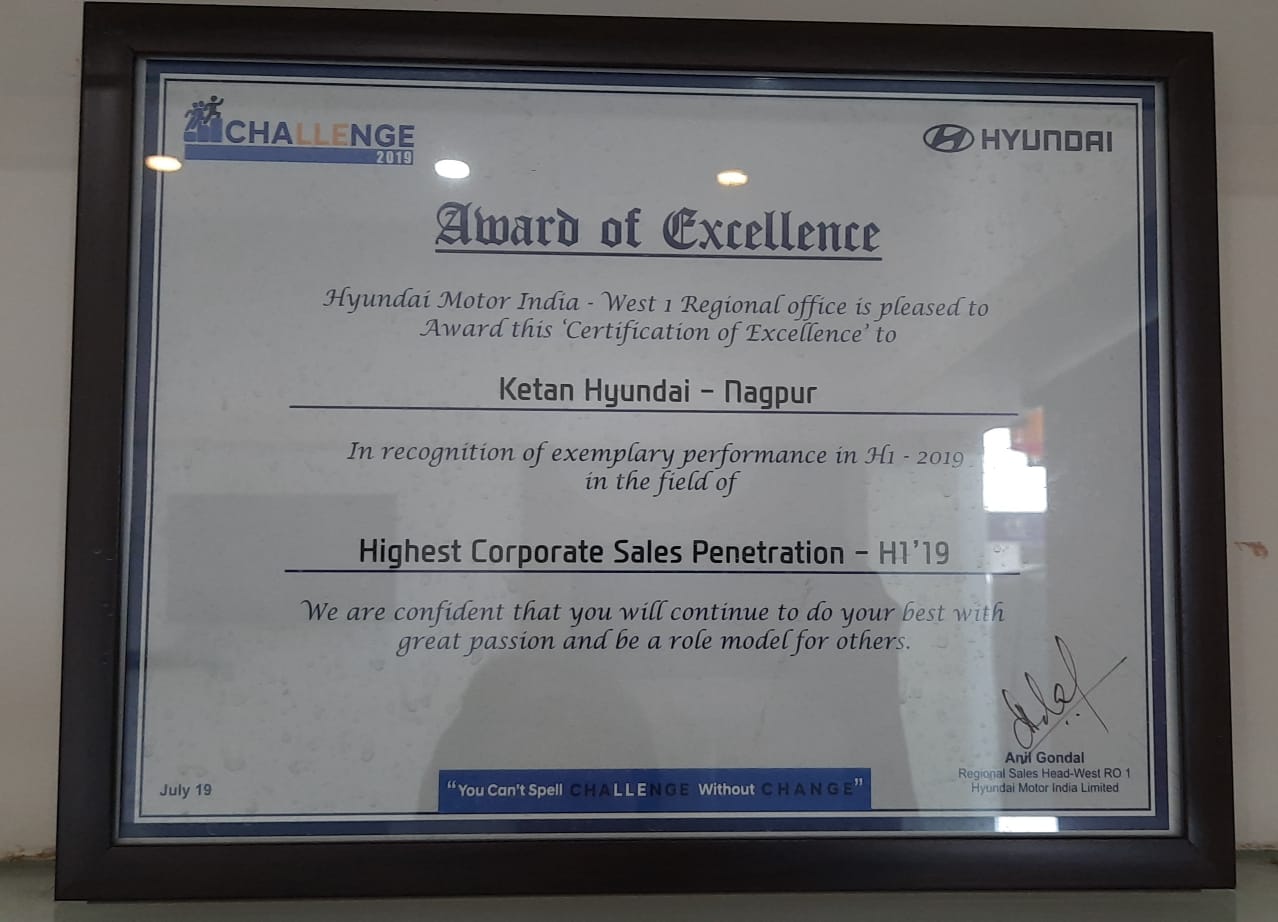 CHALLENGE
2019
HYUNDAI
Award of Excellence
Hyundai Motor India - West 1 Regional office is pleased to
Award this ‘Certification of Excellence’ to
Ketan Hyundai – Nagpur
In recognition of exemplary performance in H1 - 2019
in the field of
Highest Corporate Sales Penetration – H1’19
We are confident that you will continue to do your best with
great passion and be a role model for others.
Anil Gondal
Regional Sales Head-West RO 1
Hyundai Motor India Limited
July 19
“You Can't Spell CHALLENGE Without CHANGE”